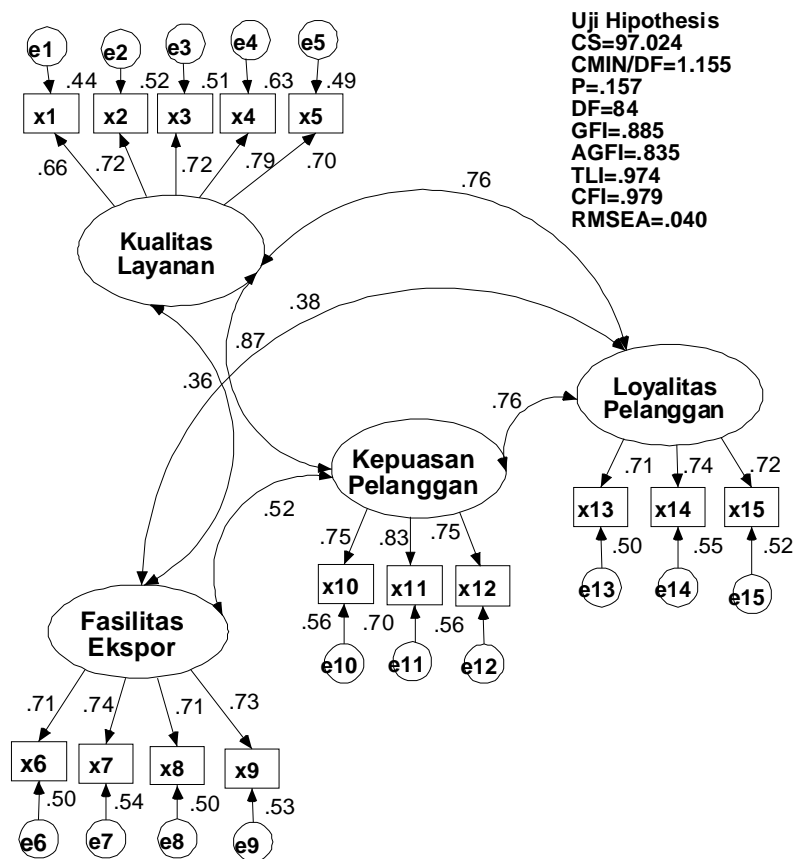 Uji Hipothesis
CS=97.024
CMIN/DF=1.155
P=.157
DF=84
GFI=.885
AGFI=.835
TLI=.974
CFI=.979
RMSEA=.040
e1 e2 e3 e4 e5
.44 .52 .51 .63 .49
x1 x2 x3 x4 x5
.66 .72 .72 .79 .70
Kualitas
Layanan
.76
.38
.87
.36
.76
.52
Loyalitas
Pelanggan
.71 .74 .72
x13 x14 x15
.50 .55 .52
e13 e14 e15
Kepuasan
Pelanggan
.75 .83 .75
x10 x11 x12
.56 .70 .56
e10 e11 e12
Fasilitas
Ekspor
.71 .74 .71 .73
x6 x7 x8 x9
.50 .54 .50 .53
e6 e7 e8 e9